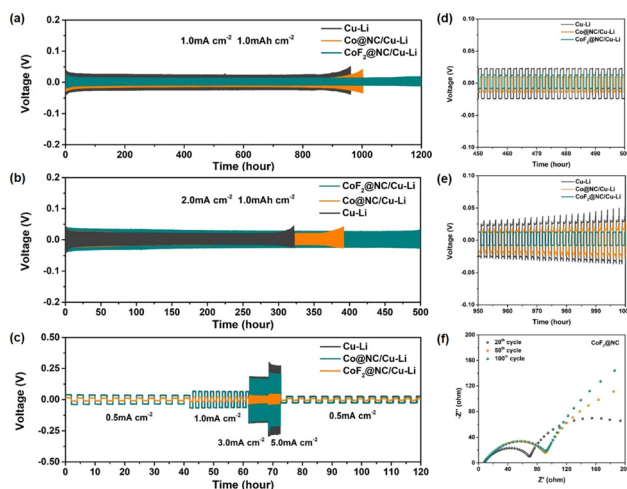 (a)
1.0mA cm-2 1.0mAh cm-2
Cu-Li
Co@NC/Cu-Li
CoF2@NC/Cu-Li
Voltage (V)
0.2
0.1
0.0
-0.1
-0.2
0 200 400 600 800 1000 1200
Time (hour)
(b)
2.0mA cm-2 1.0mAh cm-2
CoF2@NC/Cu-Li
Co@NC/Cu-Li
Cu-Li
Voltage (V)
0.2
0.1
0.0
-0.1
-0.2
0 50 100 150 200 250 300 350 400 450 500
Time (hour)
(c)
Cu-Li
Co@NC/Cu-Li
CoF2@NC/Cu-Li
Voltage (V)
0.50
0.25
0.00
-0.25
-0.50
0.5mA cm-2
1.0mA cm-2
3.0mA cm-2
5.0mA cm-2
0.5mA cm-2
0 10 20 30 40 50 60 70 80 90 100 110 120
Time (hour)
(d)
Cu-Li
Co@NC/Cu-Li
CoF2@NC/Cu-Li
Voltage (V)
0.10
0.05
0.00
-0.05
-0.10
450 460 470 480 490 500
Time (hour)
(e)
Cu-Li
Co@NC/Cu-Li
CoF2@NC/Cu-Li
Voltage (V)
0.10
0.05
0.00
-0.05
-0.10
950 960 970 980 990 100
Time (hour)
(f)
20th cycle
50th cycle
100th cycle
CoF2@NC
-Z'' (ohm)
200
160
120
80
40
0
0 40 80 120 160 200
Z' (ohm)